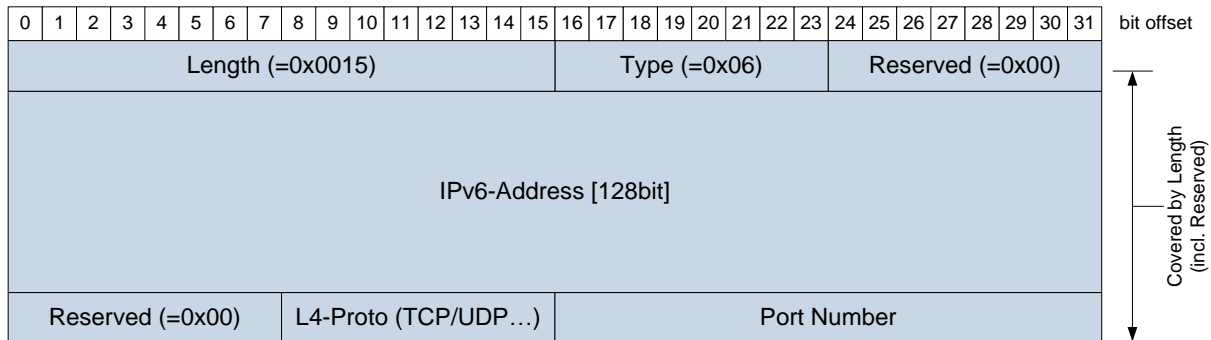 0 1 2 3 4 5 6 7 8 9 10 11 12 13 14 15 16 17 18 19 20 21 22 23 24 25 26 27 28 29 30 31 bit offset
Length (=0x0015) Type (=0x06) Reserved (=0x00)
IPv6-Address [128bit]
Covered by Length
(incl. Reserved)
Reserved (=0x00) L4-Proto (TCP/UDP…) Port Number